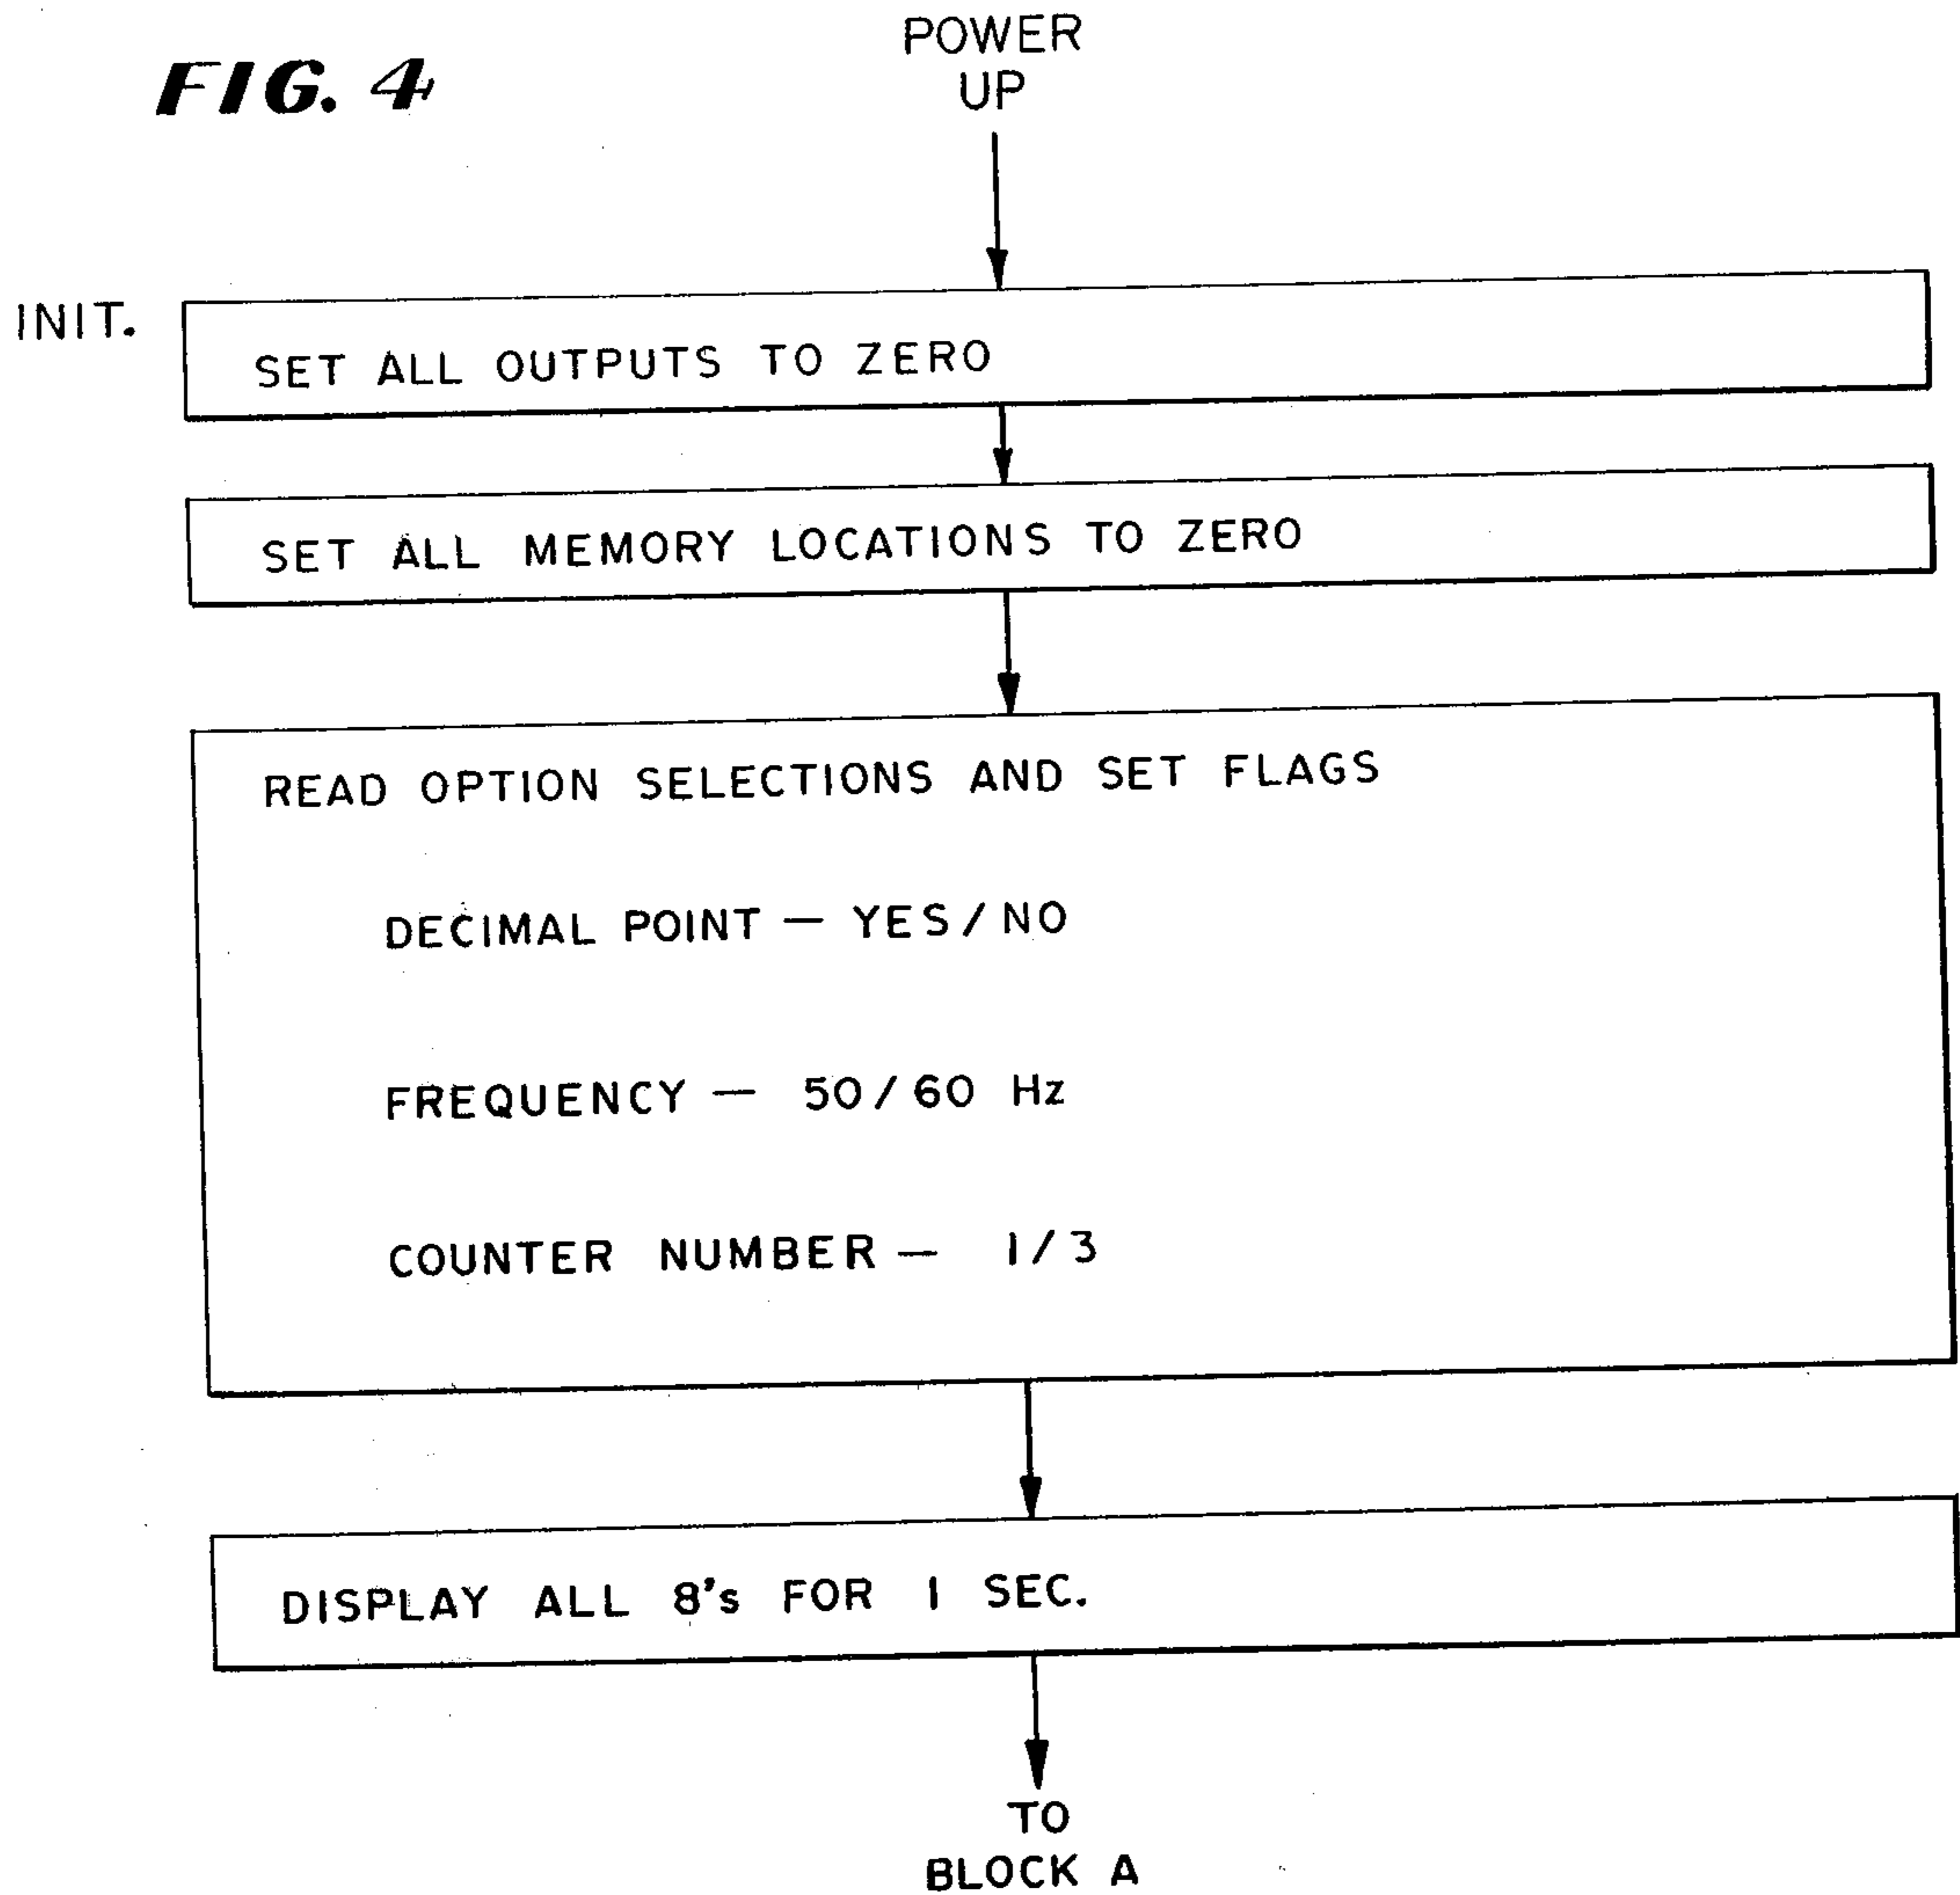 FIG. 4
POWER
UP
INIT.
SET ALL OUTPUTS TO ZERO
SET ALL MEMORY LOCATIONS TO ZERO
READ OPTION SELECTIONS AND SET FLAGS
DECIMAL POINT — YES/NO
FREQUENCY — 50/60 Hz
COUNTER NUMBER — 1/3
DISPLAY ALL 8's FOR 1 SEC.
TO
BLOCK A